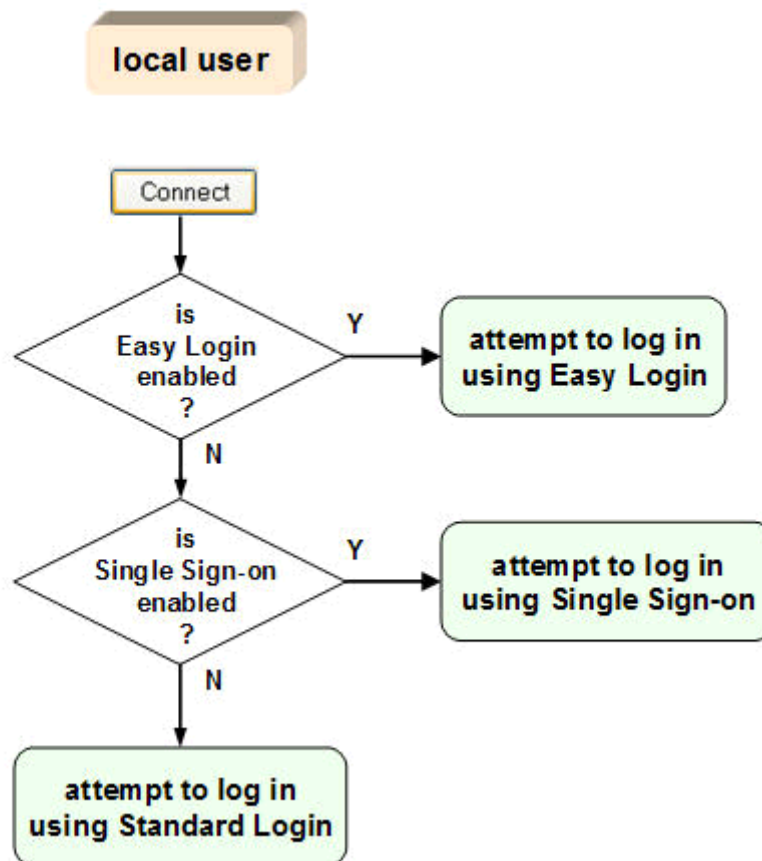 local user
Connect
is
Easy Login
enabled
?
Y
attempt to log in
using Easy Login
N
is
Single Sign-on
enabled
?
Y
attempt to log in
using Single Sign-on
N
attempt to log in
using Standard Login